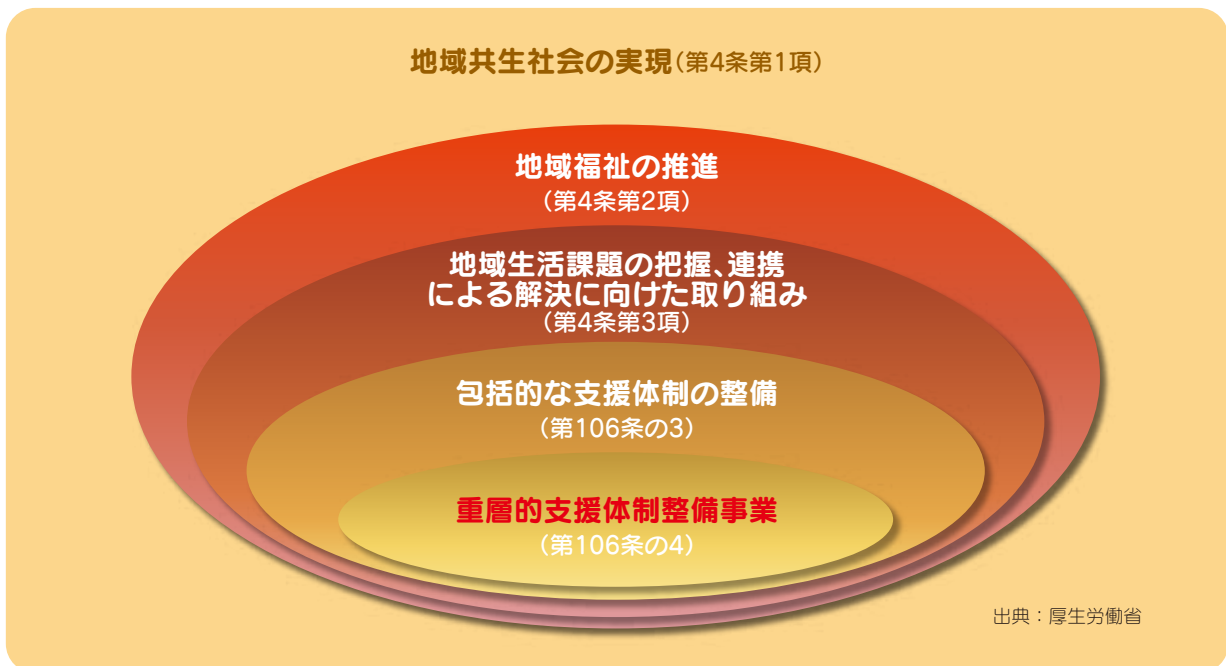 地域共生社会の実現(第4条第1項)
地域福祉の推進
(第4条第2項)
地域生活課題の把握、連携
による解決に向けた取り組み
(第4条第3項)
包括的な支援体制の整備
(第106条の3)
重層的支援体制整備事業
(第106条の4)
出典：厚生労働省